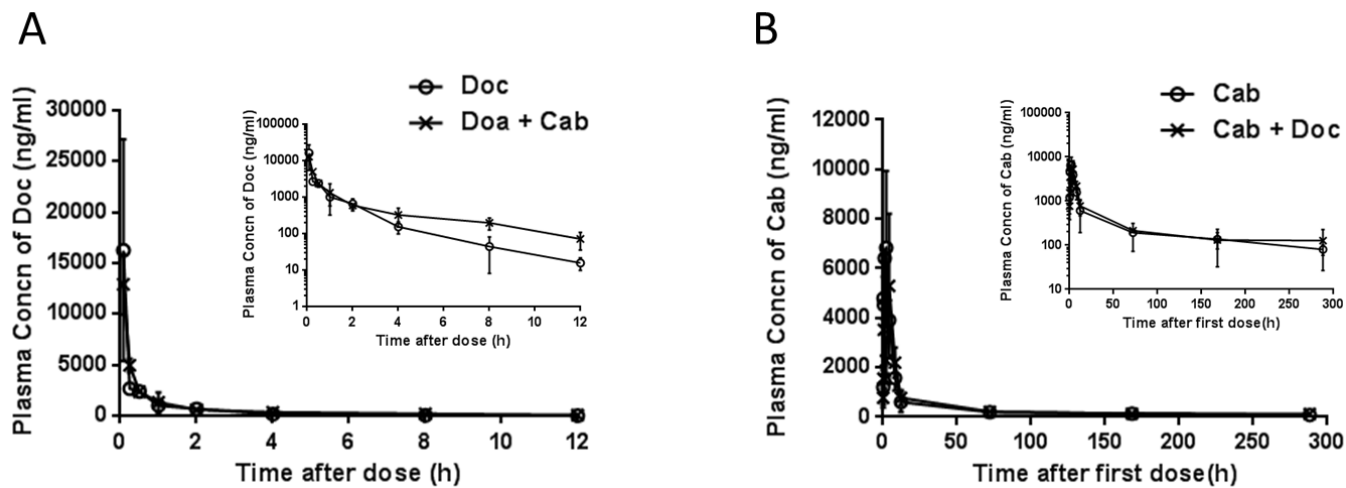 A
Doc
Doa + Cab
Plasma Concn of Doc (ng/ml)
30000
25000
20000
15000
10000
5000
0
0 2 4 6 8 10 12
Time after dose (h)
Plasma Concn of Doc (ng/ml)
100000
10000
1000
100
10
1
0 2 4 6 8 10 12
Time after dose (h)
B
Cab
Cab + Doc
Plasma Concn of Cab (ng/ml)
12000
10000
8000
6000
4000
2000
0
0 50 100 150 200 250 300
Time after first dose(h)
Plasma Concn of Cab (ng/ml)
100000
10000
1000
100
10
0 50 100 150 200 250 300
Time after first dose(h)